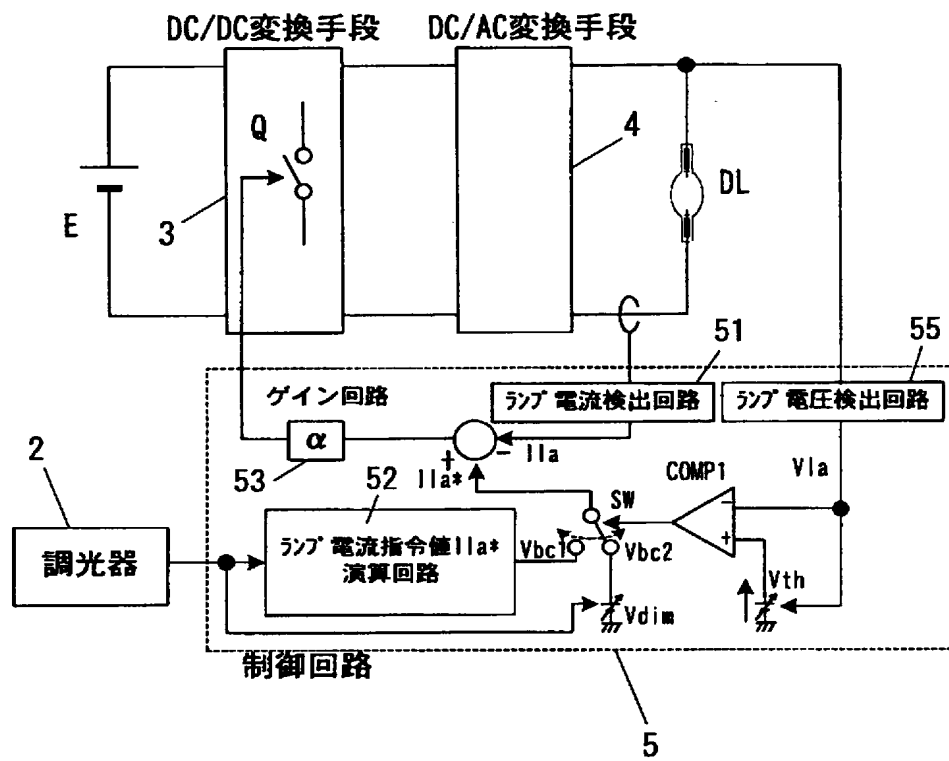 DC/DC変換手段
DC/AC変換手段
Q
4
DL
E
3
51
55
ゲイン回路
ランプ電流検出回路
ランプ電圧検出回路
α
+
-
Ila
Ila*
53
COMP1
Vla
2
52
SW
-
+
調光器
ランプ電流指令値Ila*
演算回路
Vbc1
Vbc2
Vth
Vdim
制御回路
5